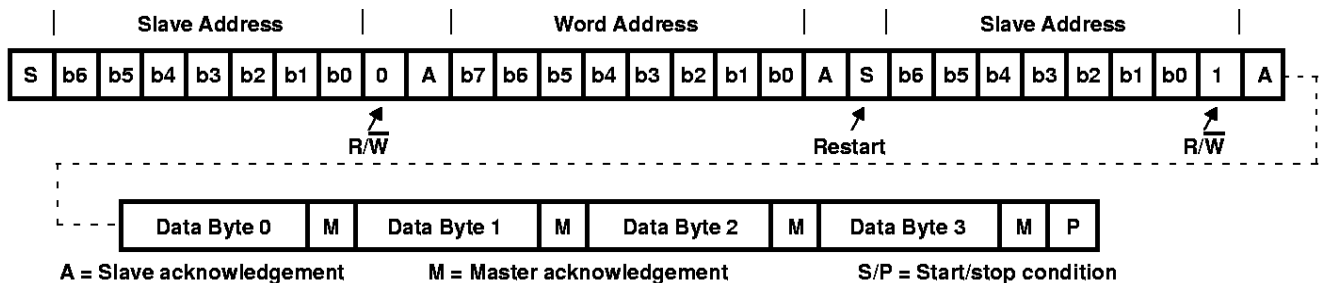 Slave Address Word Address Slave Address
S b6 b5 b4 b3 b2 b1 b0 0 A b7 b6 b5 b4 b3 b2 b1 b0 A S b6 b5 b4 b3 b2 b1 b0 1 A
R/W̅ Restart R/W̅
Data Byte 0 M Data Byte 1 M Data Byte 2 M Data Byte 3 M P
A = Slave acknowledgement M = Master acknowledgement S/P = Start/stop condition